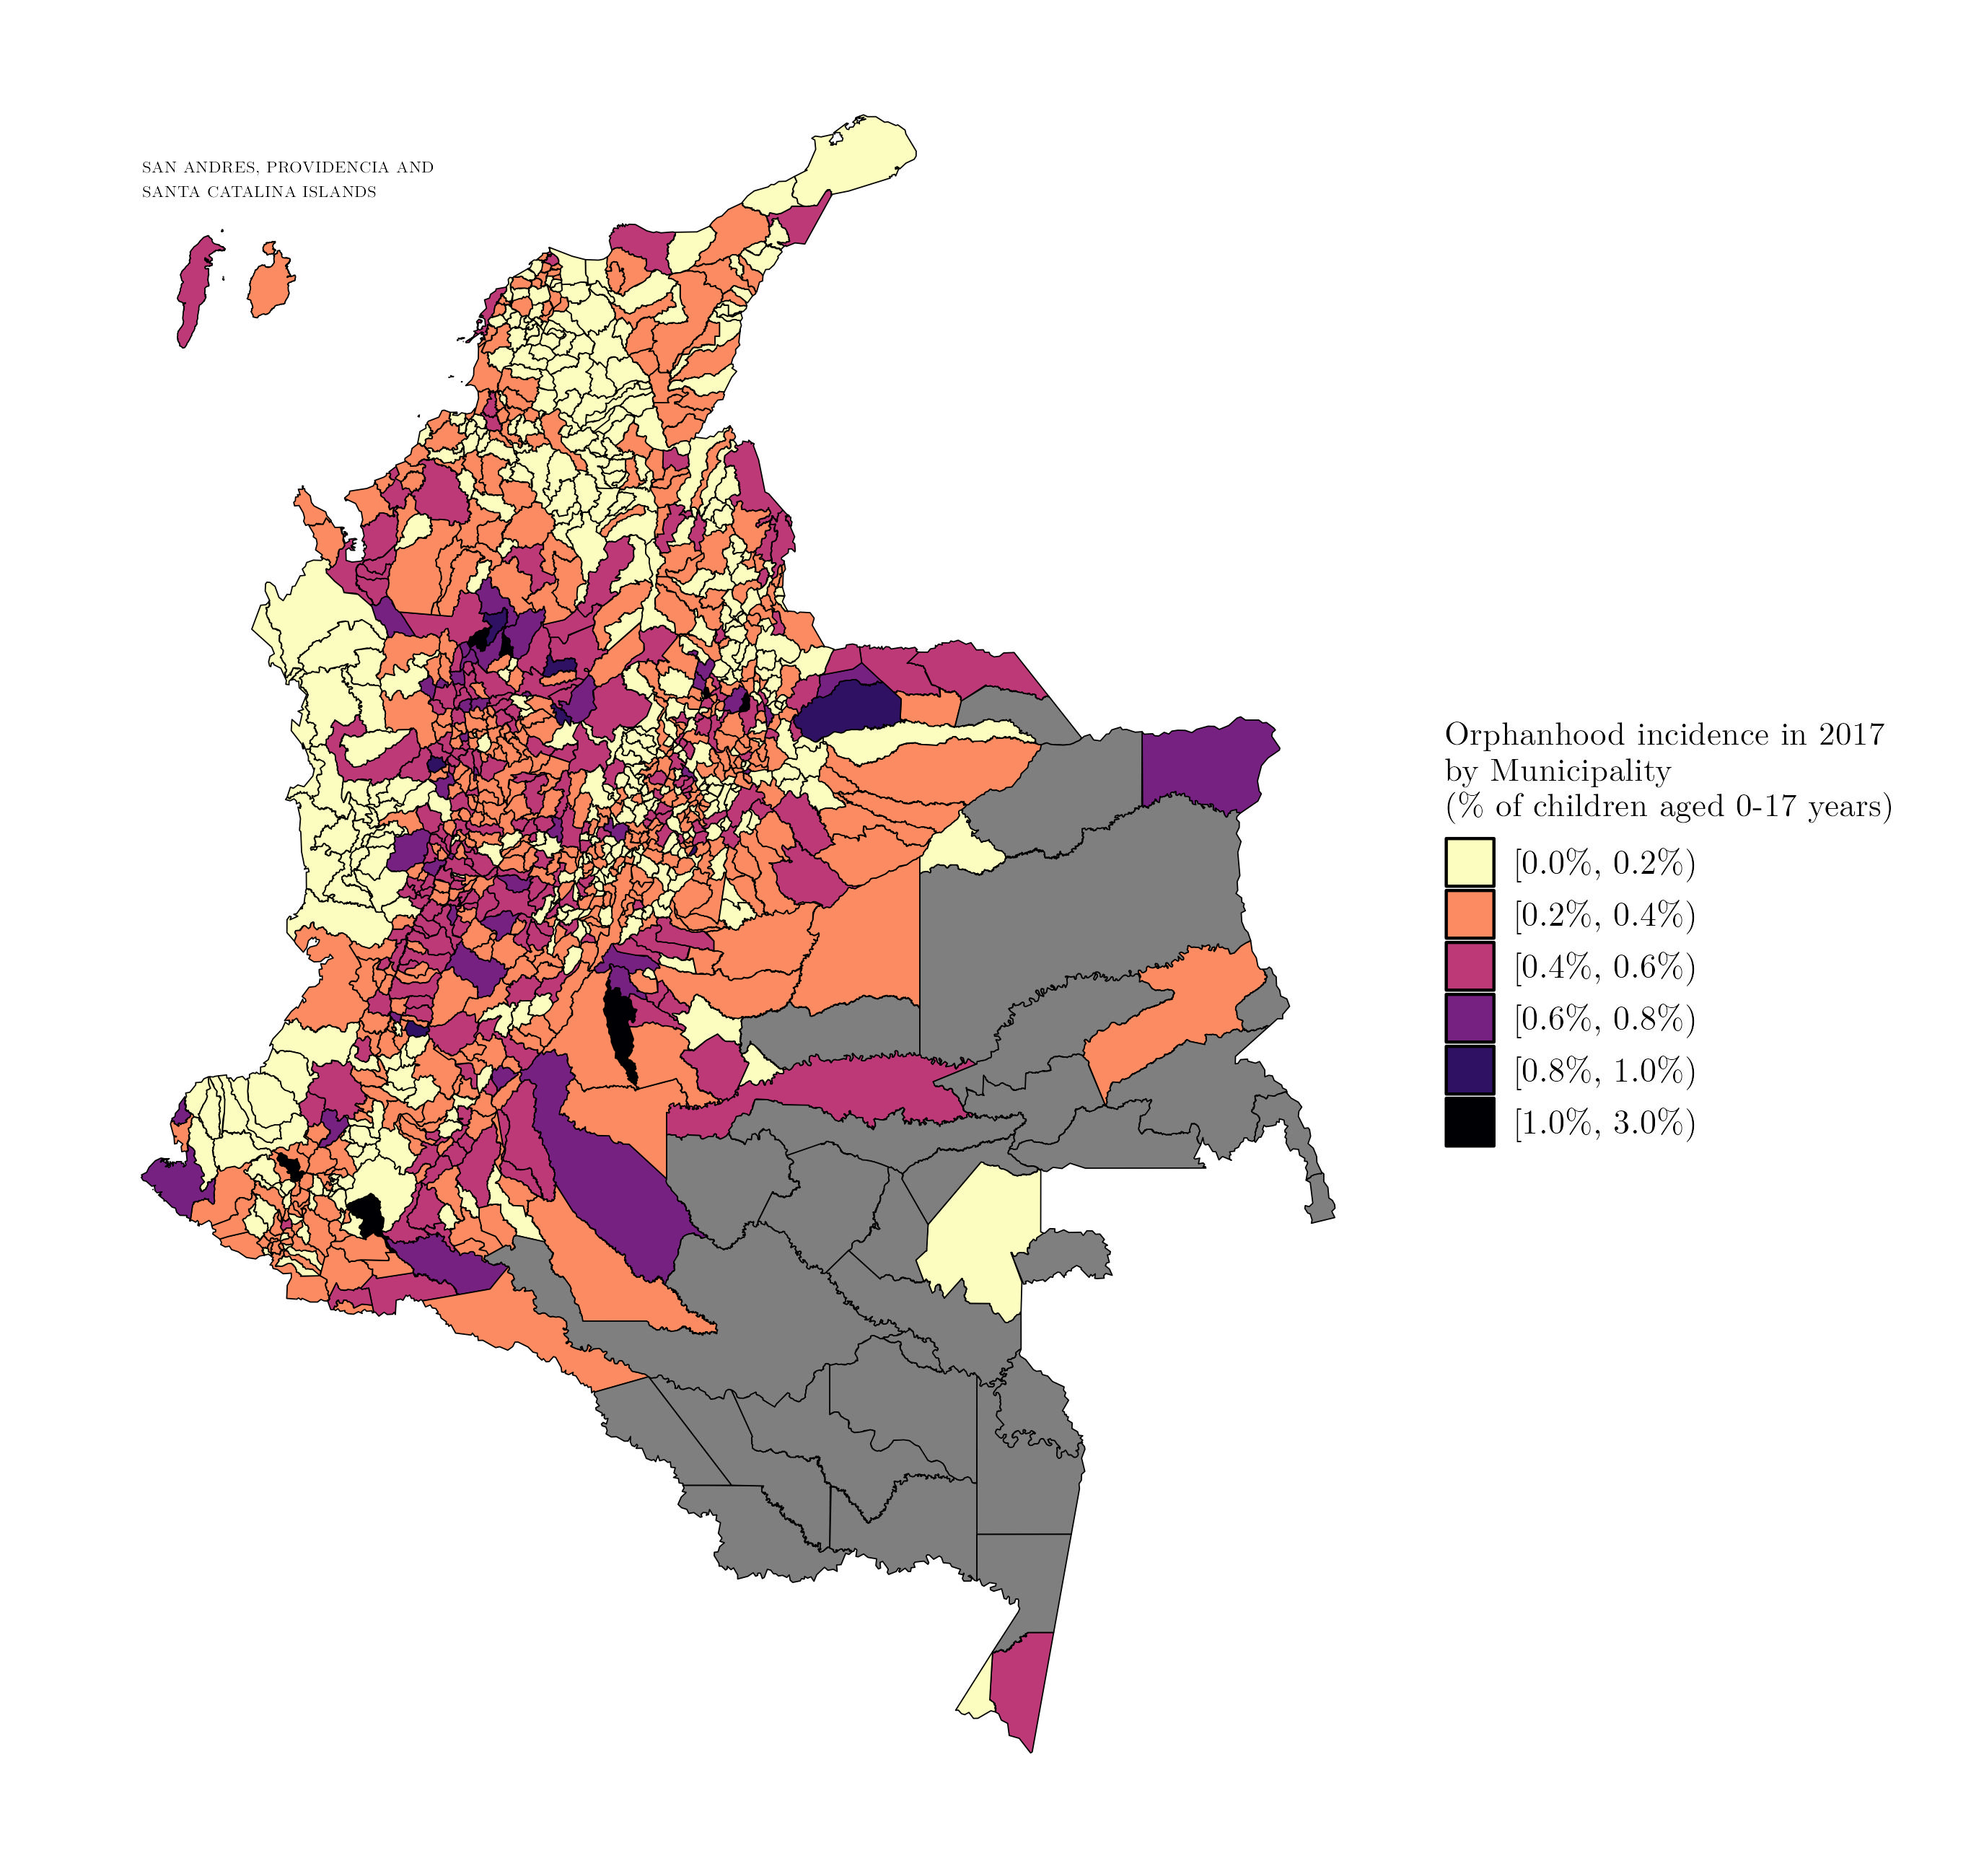 SAN ANDRES, PROVIDENCIA AND
SANTA CATALINA ISLANDS
Orphanhood incidence in 2017
by Municipality
(% of children aged 0-17 years)
[0.0%, 0.2%)
[0.2%, 0.4%)
[0.4%, 0.6%)
[0.6%, 0.8%)
[0.8%, 1.0%)
[1.0%, 3.0%)